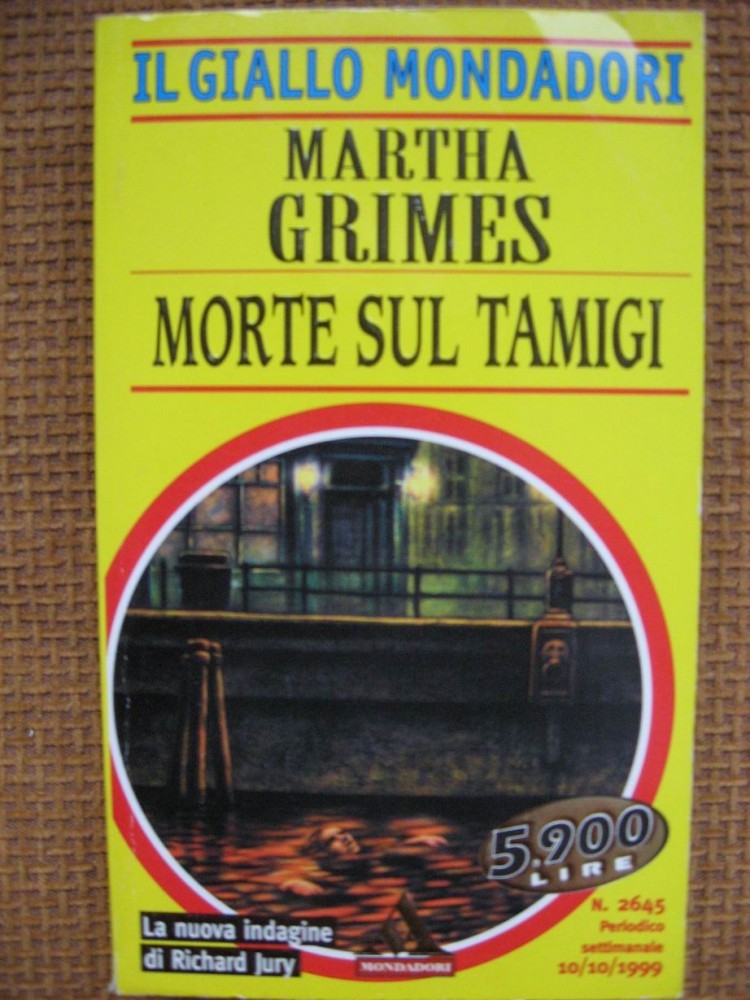 IL GIALLO MONDADORI
MARTHA
GRIMES
MORTE SUL TAMIGI
5.900
LIRE
N. 2645
Periodico
settimanale
10/10/1999
La nuova indagine
di Richard Jury
MONDADORI